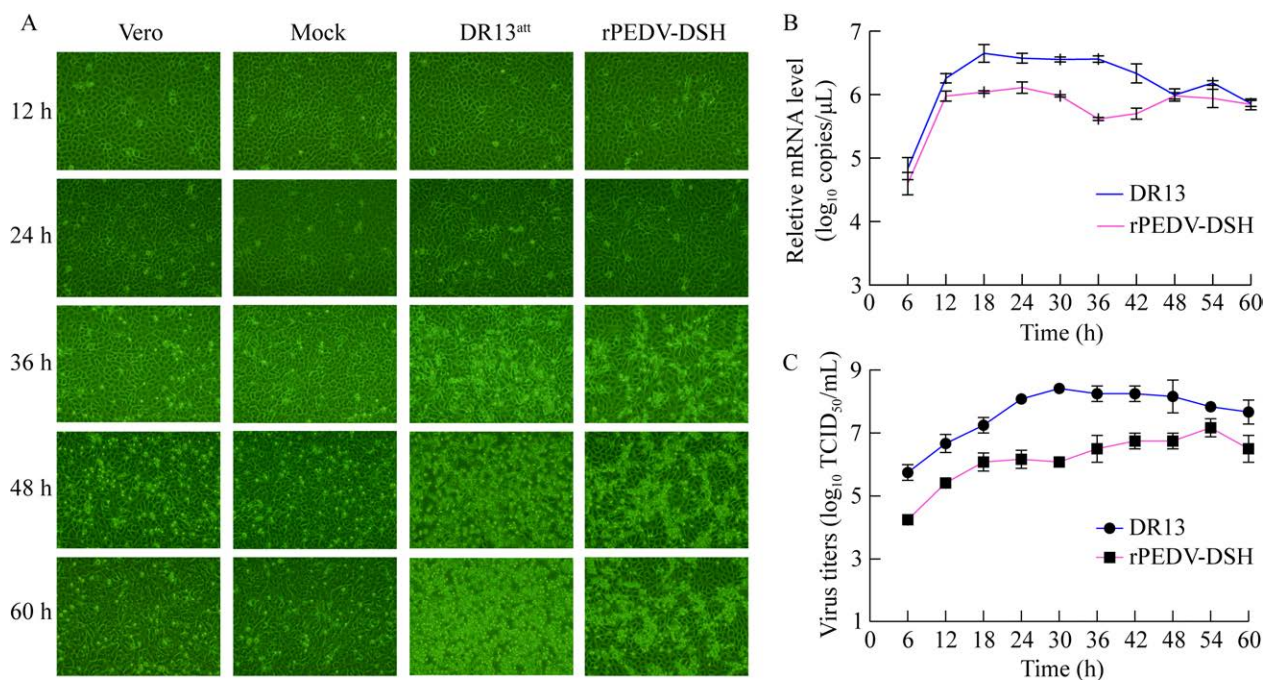 A
Vero Mock DR13att rPEDV-DSH
12 h
24 h
36 h
48 h
60 h
B
Reletive mRNA level
(log10 copies/μL)
7
6
5
4
3
DR13
rPEDV-DSH
0 6 12 18 24 30 36 42 48 54 60
Time (h)
C
Virus titers (log10 TCID50/mL)
9
7
5
3
1
DR13
rPEDV-DSH
0 6 12 18 24 30 36 42 48 54 60
Time (h)